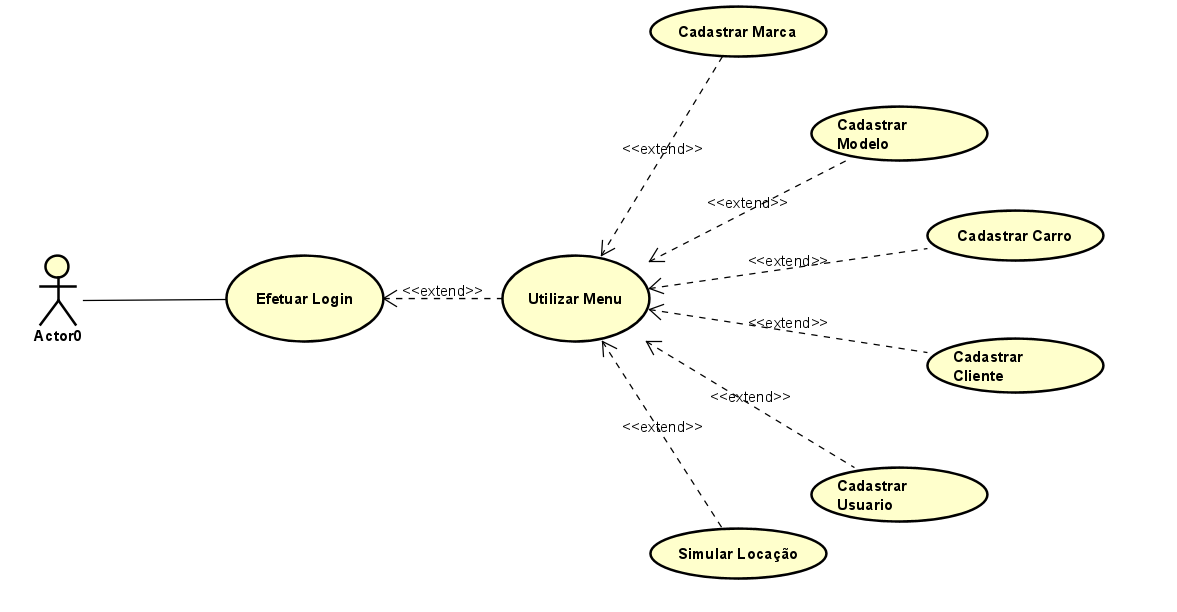 Cadastrar Marca
Cadastrar
Modelo
<<extend>>
<<extend>>
Cadastrar Carro
<<extend>>
Efetuar Login
<<extend>>
Utilizar Menu
Actor0
<<extend>>
Cadastrar
Cliente
<<extend>>
<<extend>>
Cadastrar
Usuario
Simular Locação